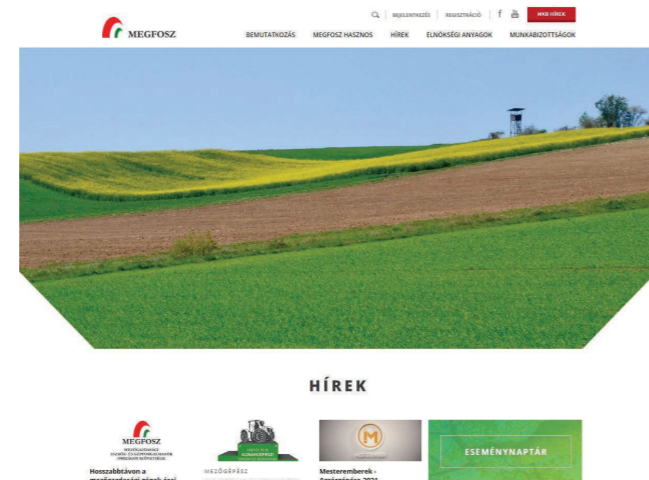 BEJELENTKEZÉS
REGISZTRÁCIÓ
MKB HÍREK
MEGFOSZ
BEMUTATKOZÁS
MEGFOSZ HASZNOS
HÍREK
ELNÖKSÉGI ANYAGOK
MUNKABIZOTTSÁGOK
HÍREK
MEGFOSZ
Hosszabbtávon a
MEZŐGÉPÉSZ
Mesteremberek -
ESEMÉNYNAPTÁR